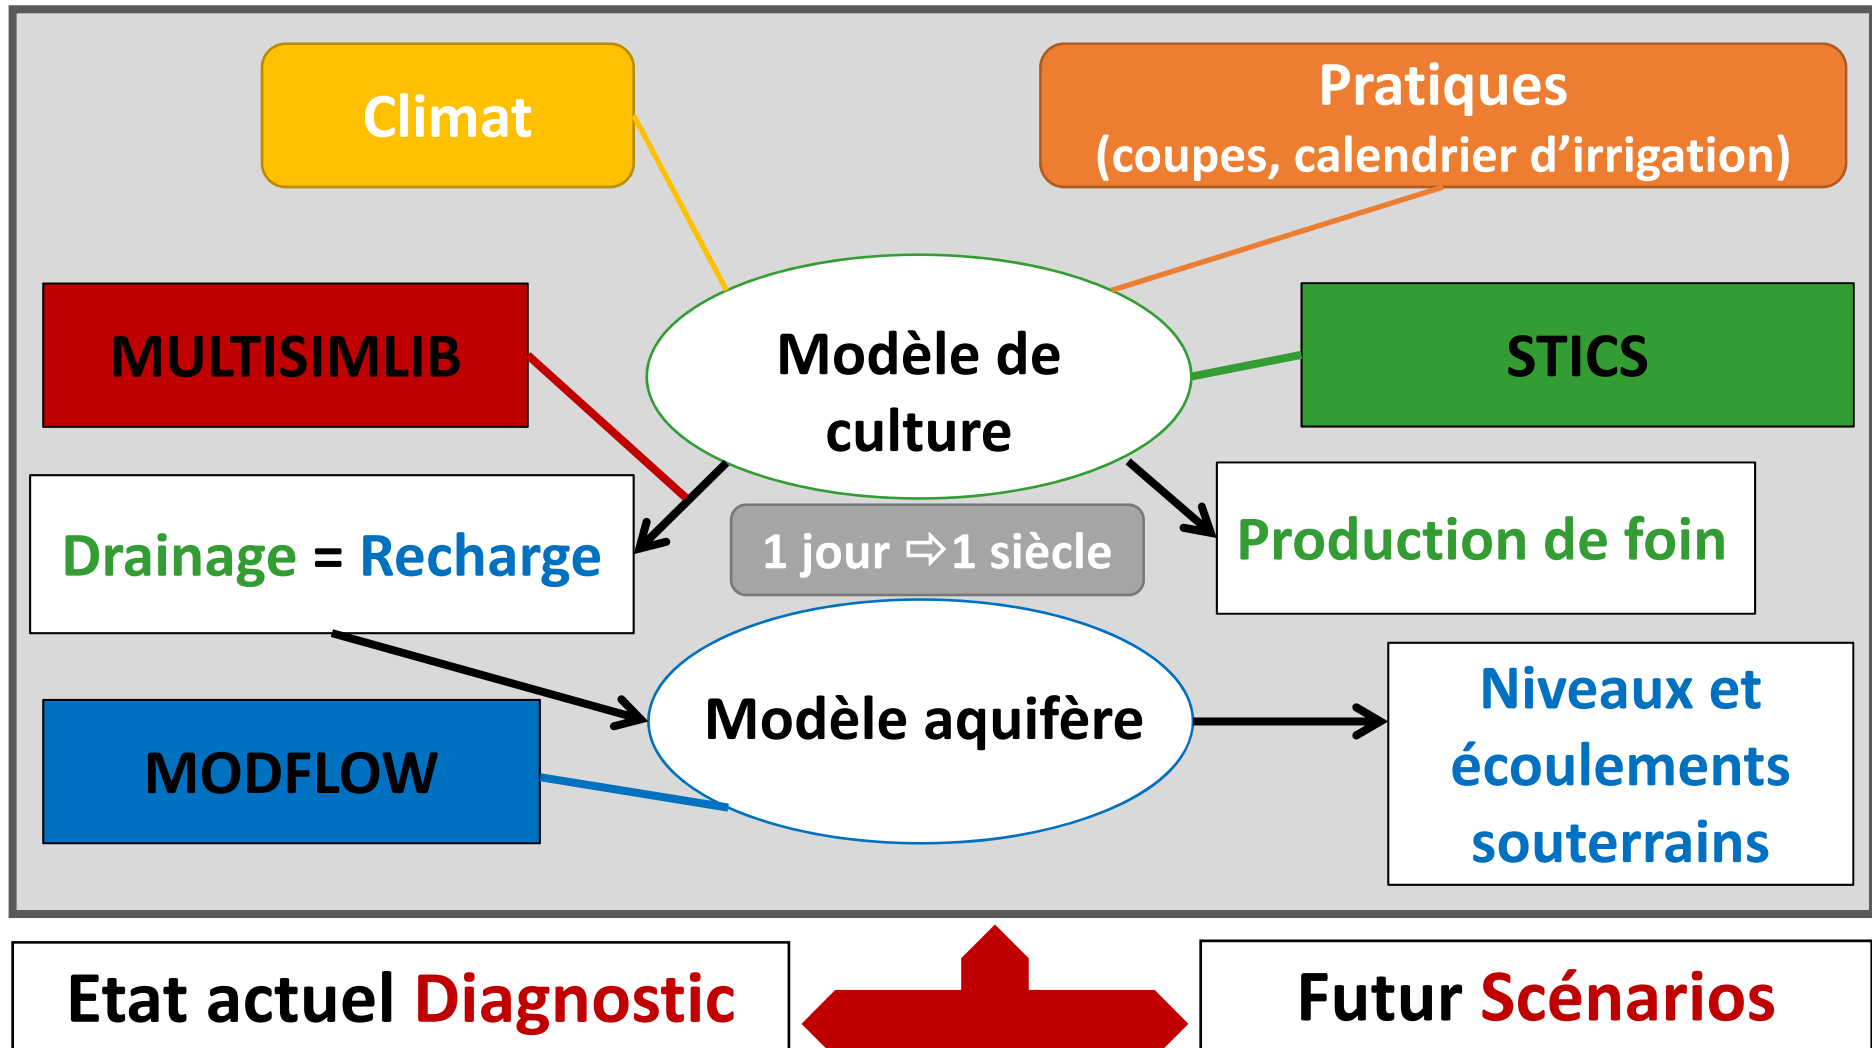 Climat
Pratiques
(coupes, calendrier d’irrigation)
MULTISIMLIB
Modèle de
culture
STICS
Drainage = Recharge
1 jour ⇨1 siècle
Production de foin
MODFLOW
Modèle aquifère
Niveaux et
écoulements
souterrains
Etat actuel Diagnostic
Futur Scénarios